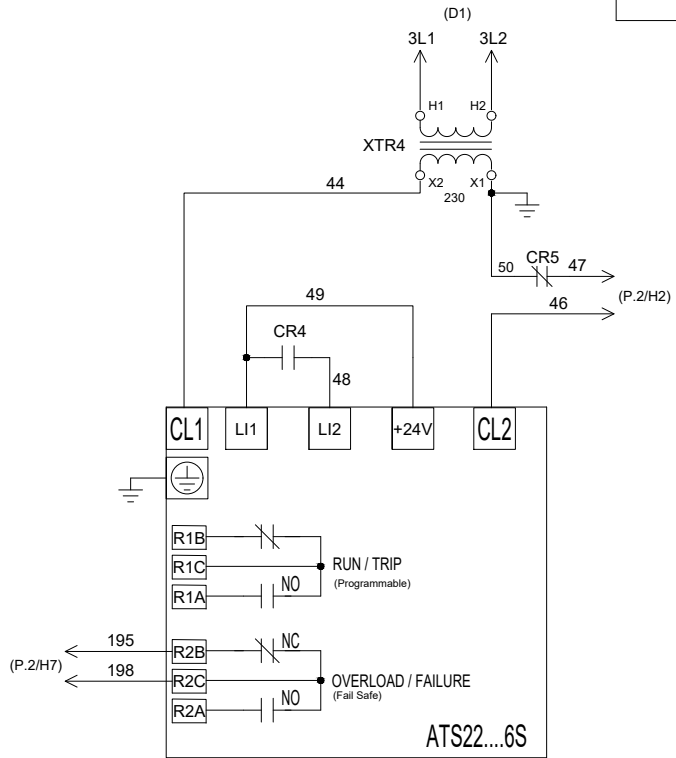 (D1)
3L1 3L2
H1 H2
XTR4
X2 X1
44 230
CR5
50 47
(P.2/H2)
49 46
CR4
48
CL1 LI1 LI2 +24V CL2
R1B
R1C RUN / TRIP
(Programmable)
R1A NO
195 R2B NC
(P.2/H7)
198 R2C OVERLOAD / FAILURE
(Fail Safe)
R2A NO
ATS22....6S